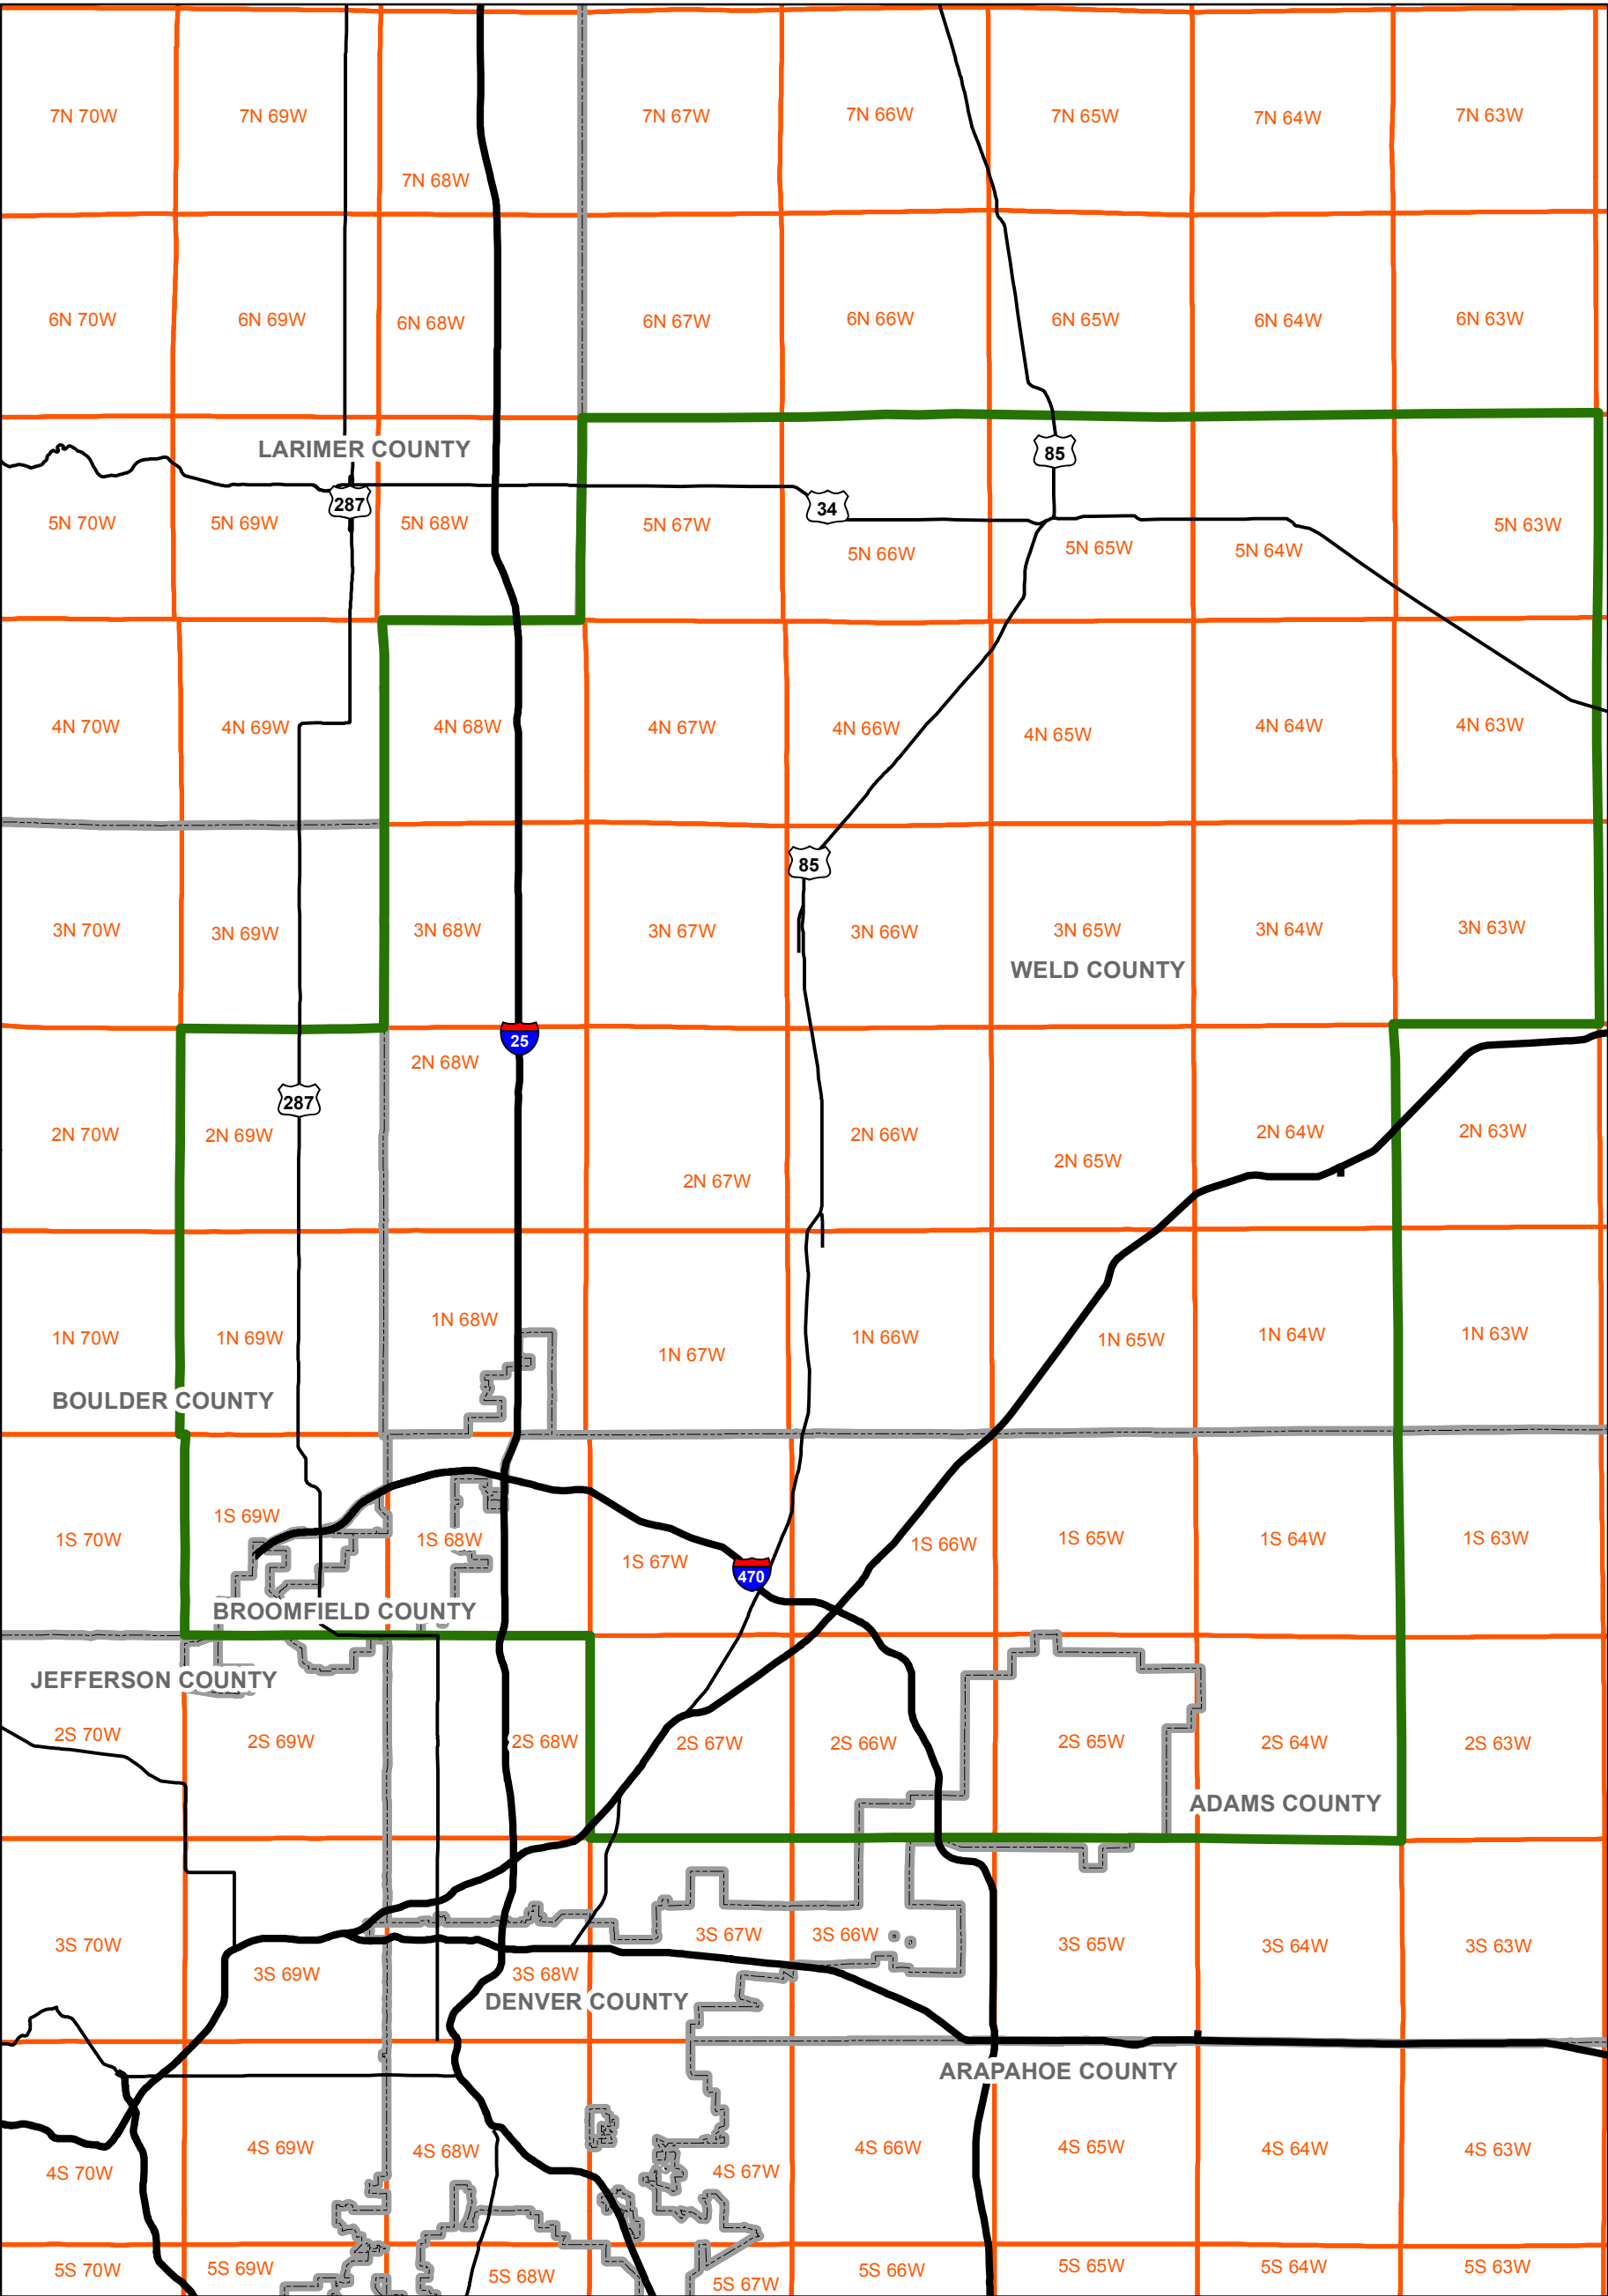 7N 70W
7N 69W
7N 68W
7N 67W
7N 66W
7N 65W
7N 64W
7N 63W
6N 70W
6N 69W
6N 68W
6N 67W
6N 66W
6N 65W
6N 64W
6N 63W
LARIMER COUNTY
85
287
34
5N 70W
5N 69W
5N 68W
5N 67W
5N 66W
5N 65W
5N 64W
5N 63W
4N 70W
4N 69W
4N 68W
4N 67W
4N 66W
4N 65W
4N 64W
4N 63W
85
3N 70W
3N 69W
3N 68W
3N 67W
3N 66W
3N 65W
3N 64W
3N 63W
WELD COUNTY
25
2N 68W
287
2N 70W
2N 69W
2N 67W
2N 66W
2N 65W
2N 64W
2N 63W
1N 70W
1N 69W
1N 68W
1N 67W
1N 66W
1N 65W
1N 64W
1N 63W
BOULDER COUNTY
1S 70W
1S 69W
1S 68W
1S 67W
470
1S 66W
1S 65W
1S 64W
1S 63W
BROOMFIELD COUNTY
JEFFERSON COUNTY
2S 70W
2S 69W
2S 68W
2S 67W
2S 66W
2S 65W
2S 64W
2S 63W
ADAMS COUNTY
3S 70W
3S 69W
3S 68W
3S 67W
3S 66W
3S 65W
3S 64W
3S 63W
DENVER COUNTY
ARAPAHOE COUNTY
4S 70W
4S 69W
4S 68W
4S 67W
4S 66W
4S 65W
4S 64W
4S 63W
5S 70W
5S 69W
5S 68W
5S 67W
5S 66W
5S 65W
5S 64W
5S 63W